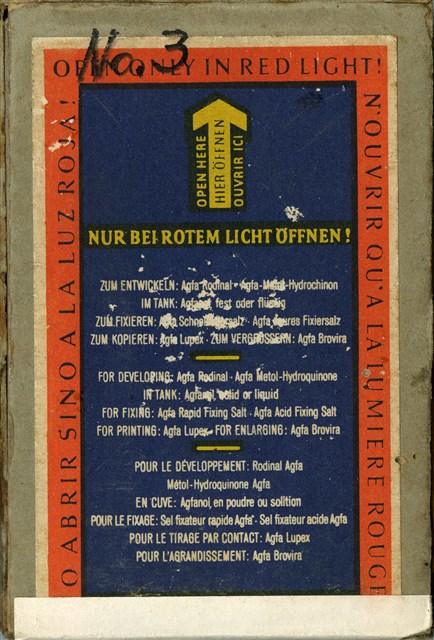 No. 3
ONLY IN RED LIGHT!
N'OUVRIR QU'A LA LUMIERE ROUGE
O ABRIR SINO A LA LUZ ROJA!
OPEN HERE
HIER ÖFFNEN
OUVRIR ICI
NUR BEI ROTEM LICHT ÖFFNEN!
ZUM ENTWICKELN: Agfa Rodinal - Agfa-Metol-Hydrochinon
IM TANK: Agfanol, fest oder flüssig
ZUM FIXIEREN: Agfa - Agfa saures Fixiersalz
ZUM KOPIEREN: Agfa Lupex - ZUM VERGRÖSSERN: Agfa Brovira
FOR DEVELOPING: Agfa Rodinal - Agfa Metol-Hydroquinone
IN TANK: Agfanol, solid or liquid
FOR FIXING: Agfa Rapid Fixing Salt - Agfa Acid Fixing Salt
FOR PRINTING: Agfa Lupex - FOR ENLARGING: Agfa Brovira
POUR LE DÉVELOPPEMENT: Rodinal Agfa
Métol-Hydroquinone Agfa
EN CUVE: Agfanol, en poudre ou solition
POUR LE FIXAGE: Sel fixateur rapide Agfa - Sel fixateur acide Agfa
POUR LE TIRAGE PAR CONTACT: Agfa Lupex
POUR L'AGRANDISSEMENT: Agfa Brovira